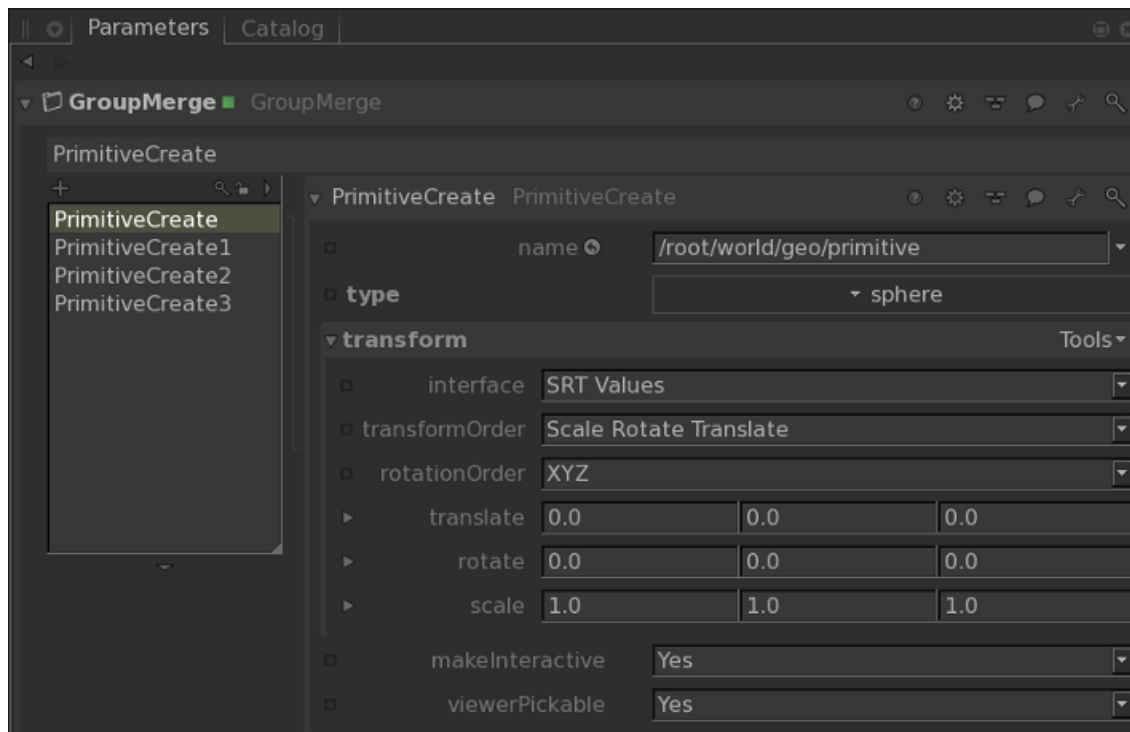 Parameters Catalog
GroupMerge GroupMerge
PrimitiveCreate
PrimitiveCreate
PrimitiveCreate1
PrimitiveCreate2
PrimitiveCreate3
PrimitiveCreate PrimitiveCreate
name /root/world/geo/primitive
type sphere
transform Tools
interface SRT Values
transformOrder Scale Rotate Translate
rotationOrder XYZ
translate 0.0 0.0 0.0
rotate 0.0 0.0 0.0
scale 1.0 1.0 1.0
makeInteractive Yes
viewerPickable Yes